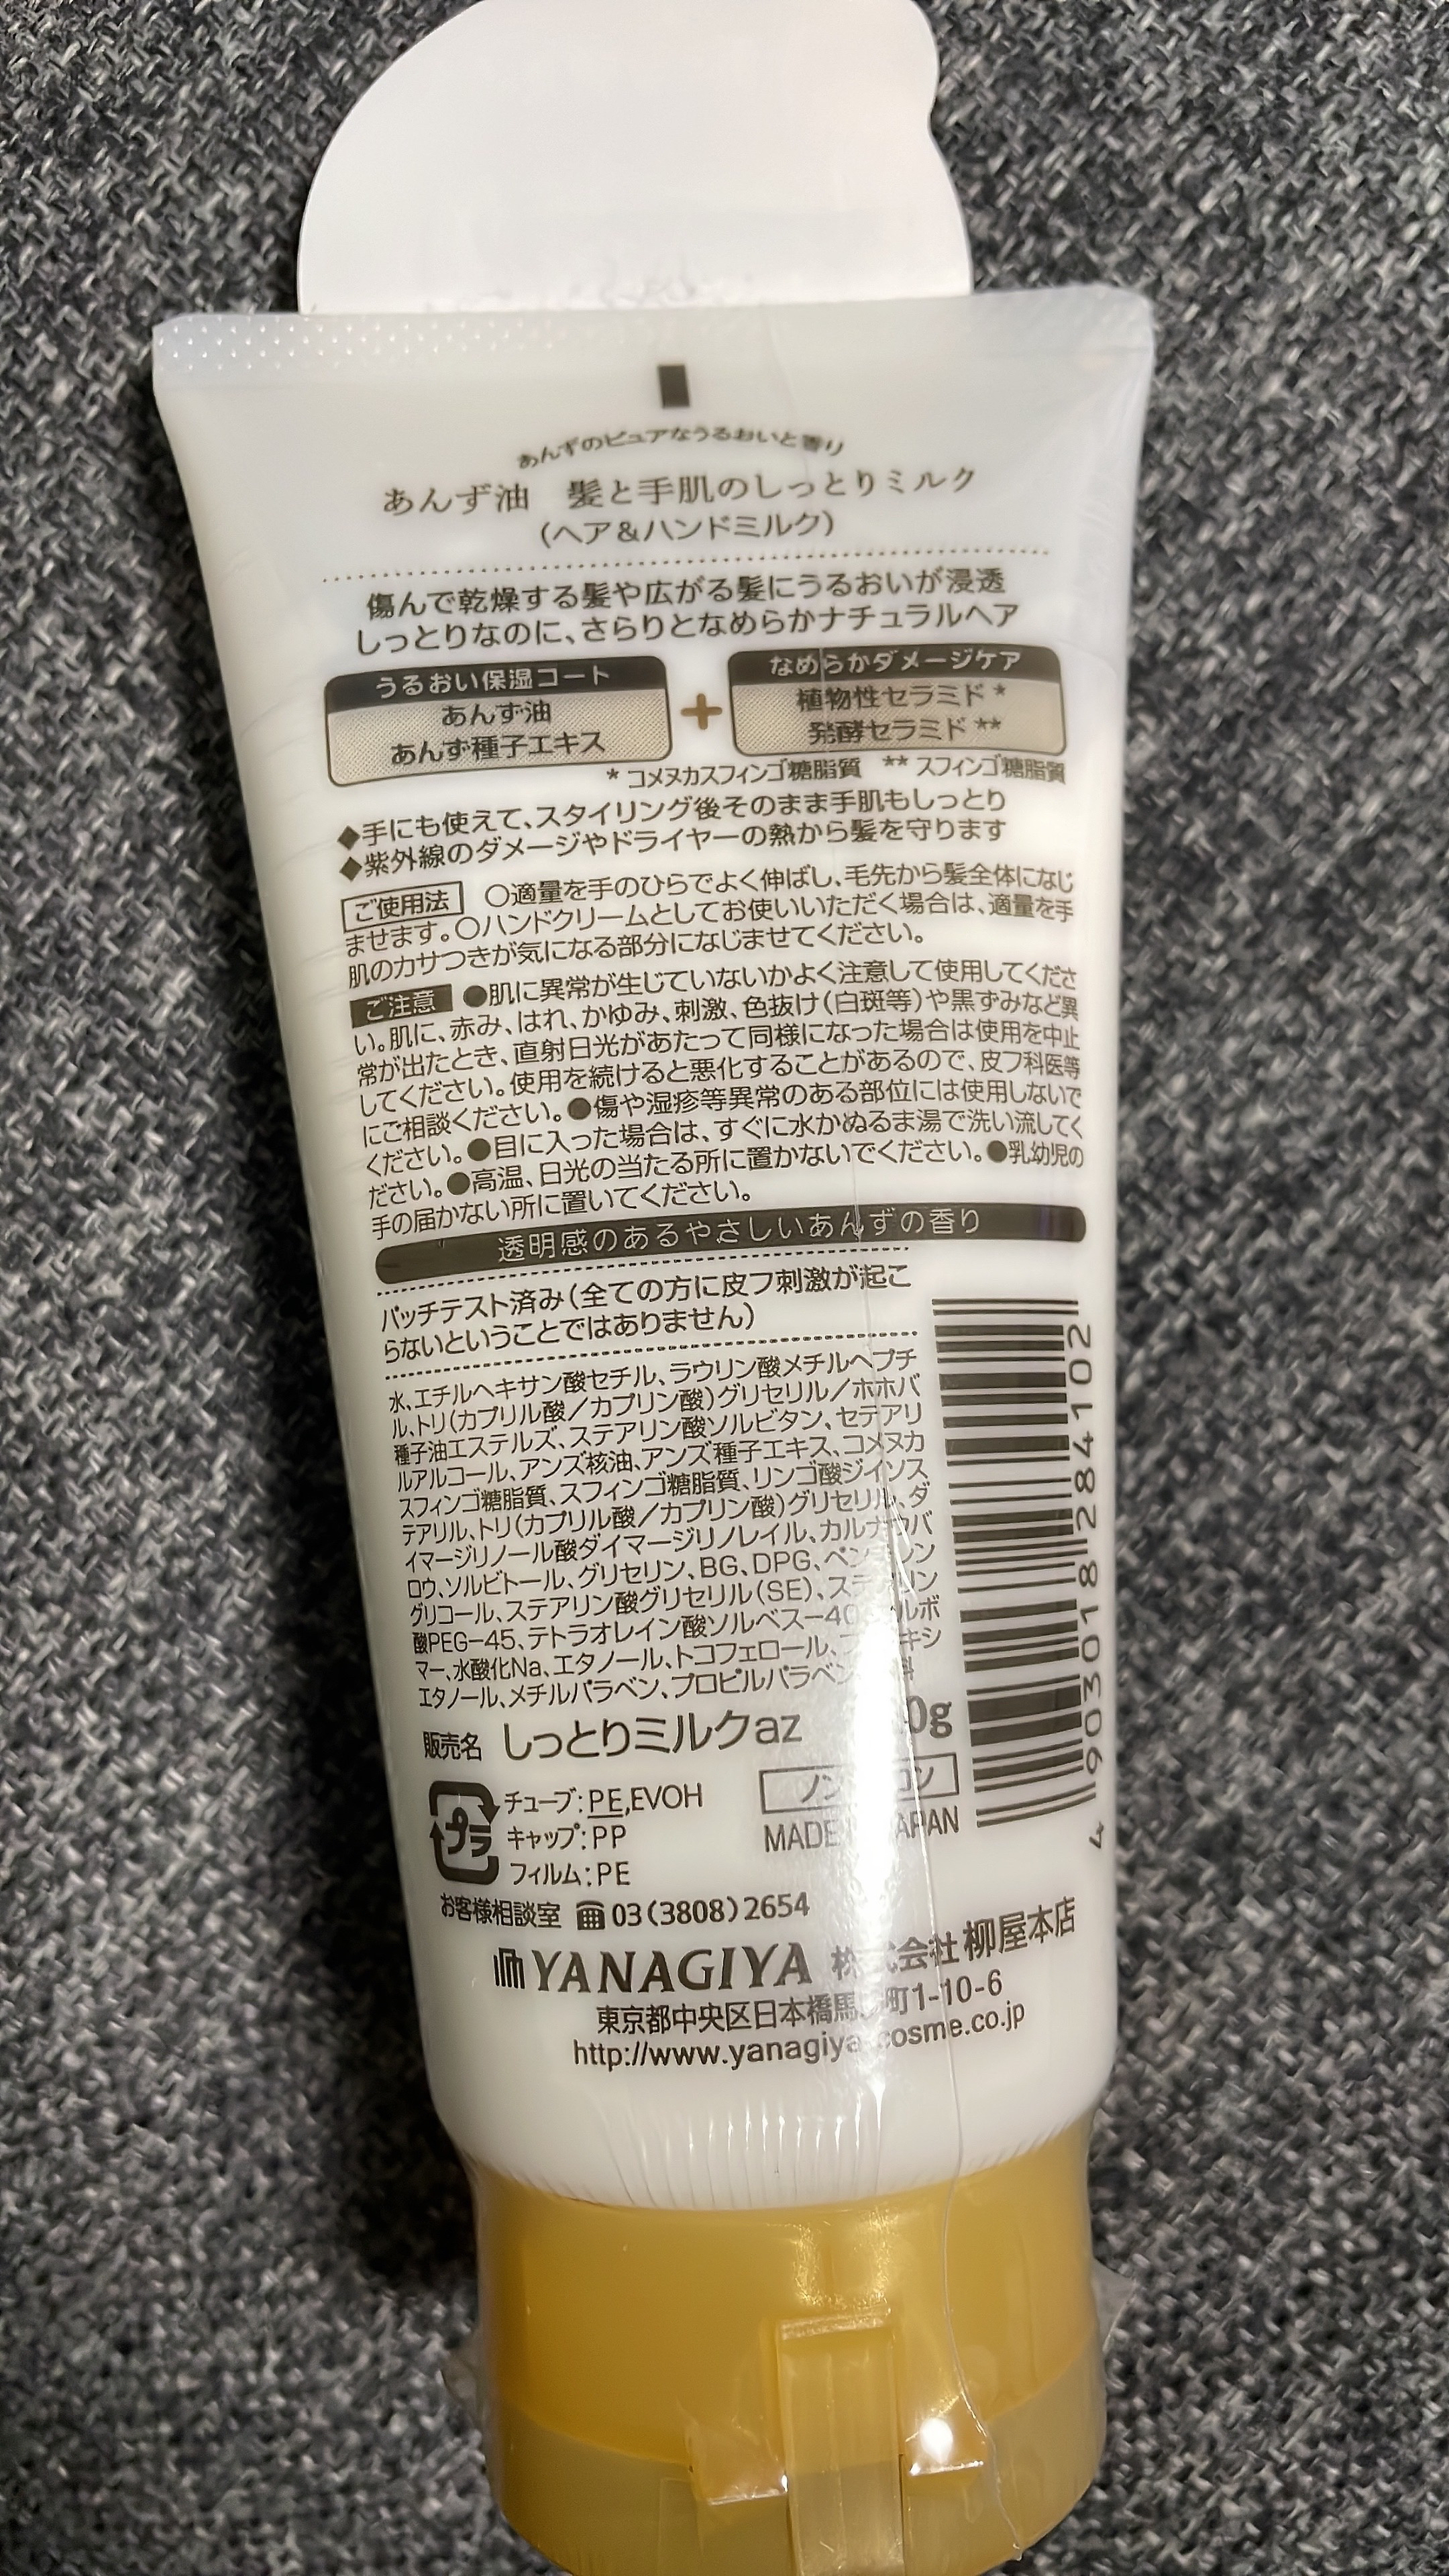 あんずのピュアなうるおいと香り
あんず油　髪と手肌のしっとりミルク
(ヘア&ハンドミルク)
傷んで乾燥する髪や広がる髪にうるおいが浸透
しっとりなのに、さらりとなめらかナチュラルヘア
うるおい保湿コート
あんず油
あんず種子エキス
+
なめらかダメージケア
植物性セラミド*
発酵セラミド**
*コメヌカスフィンゴ糖脂質　**スフィンゴ糖脂質
◆手にも使えて、スタイリング後そのまま手肌もしっとり
◆紫外線のダメージやドライヤーの熱から髪を守ります
ご使用法　○適量を手のひらでよく伸ばし、毛先から髪全体になじ
ませます。○ハンドクリームとしてお使いいただく場合は、適量を手
肌のカサつきが気になる部分になじませてください。
ご注意　●肌に異常が生じていないかよく注意して使用してくださ
い。肌に、赤み、はれ、かゆみ、刺激、色抜け(白斑等)や黒ずみなど異
常が出たとき、直射日光があたって同様になった場合は使用を中止
してください。使用を続けると悪化することがあるので、皮フ科医等
にご相談ください。●傷や湿疹等異常のある部位には使用しないで
ください。●目に入った場合は、すぐに水かぬるま湯で洗い流してく
ださい。●高温、日光の当たる所に置かないでください。●乳幼児の
手の届かない所に置いてください。
透明感のあるやさしいあんずの香り
パッチテスト済み(全ての方に皮フ刺激が起こ
らないということではありません)
水、エチルヘキサン酸セチル、ラウリン酸メチルヘプチ
ル、トリ(カプリル酸/カプリン酸)グリセリル/ホホバ
種子油エステルズ、ステアリン酸ソルビタン、セテアリ
ルアルコール、アンズ核油、アンズ種子エキス、コメヌカ
スフィンゴ糖脂質、スフィンゴ糖脂質、リンゴ酸ジイソス
テアリル、トリ(カプリル酸/カプリン酸)グリセリル、ダ
イマージリノール酸ダイマージリノレイル、カルナウバ
ロウ、ソルビトール、グリセリン、BG、DPG、ペンチレン
グリコール、ステアリン酸グリセリル(SE)、ステアリン
酸PEG-45、テトラオレイン酸ソルベス-40、カルボ
マー、水酸化Na、エタノール、トコフェロール、フェノキシ
エタノール、メチルパラベン、プロピルパラベン
販売名　しっとりミルクaz
プラ
チューブ:PE,EVOH
キャップ:PP
フィルム:PE
ノンシリコン
MADE IN JAPAN
4 903018 284102
お客様相談室 ☎03(3808)2654
YANAGIYA 株式会社柳屋本店
東京都中央区日本橋馬喰町1-10-6
http://www.yanagiya-cosme.co.jp